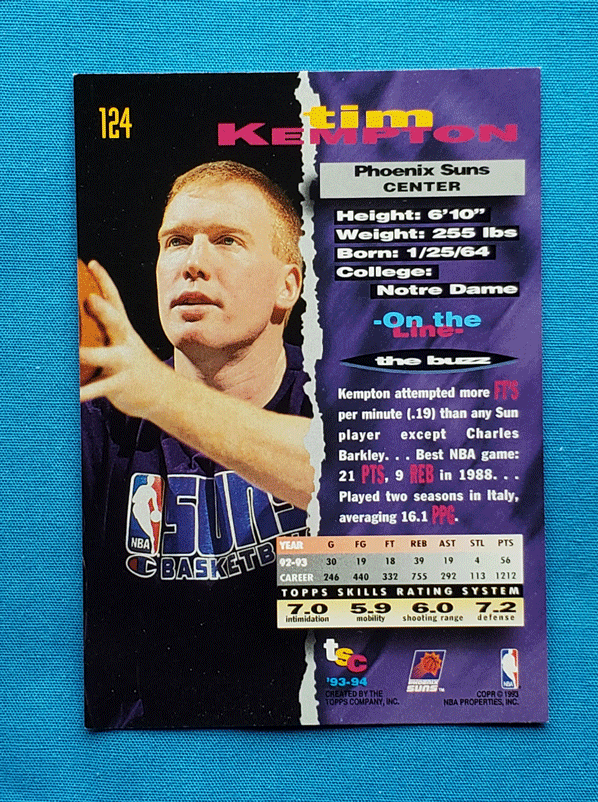 124
tim
KEMPTON
Phoenix Suns
CENTER
Height: 6'10"
Weight: 255 lbs
Born: 1/25/64
College:
Notre Dame
-On the
Line-
the buzz
Kempton attempted more FT'S
per minute (.19) than any Sun
player except Charles
Barkley. . . Best NBA game:
21 PTS, 9 REB in 1988. . .
Played two seasons in Italy,
averaging 16.1 PPG.
NBA
SUNS
C BASKETB
YEAR G FG FT REB AST STL PTS
92-93 30 19 18 39 19 4 56
CAREER 246 440 332 755 292 113 1212
TOPPS SKILLS RATING SYSTEM
7.0 5.9 6.0 7.2
intimidation mobility shooting range defense
tsc
'93-94
CREATED BY THE
TOPPS COMPANY, INC.
SUNS™
NBA
COPR © 1993
NBA PROPERTIES, INC.